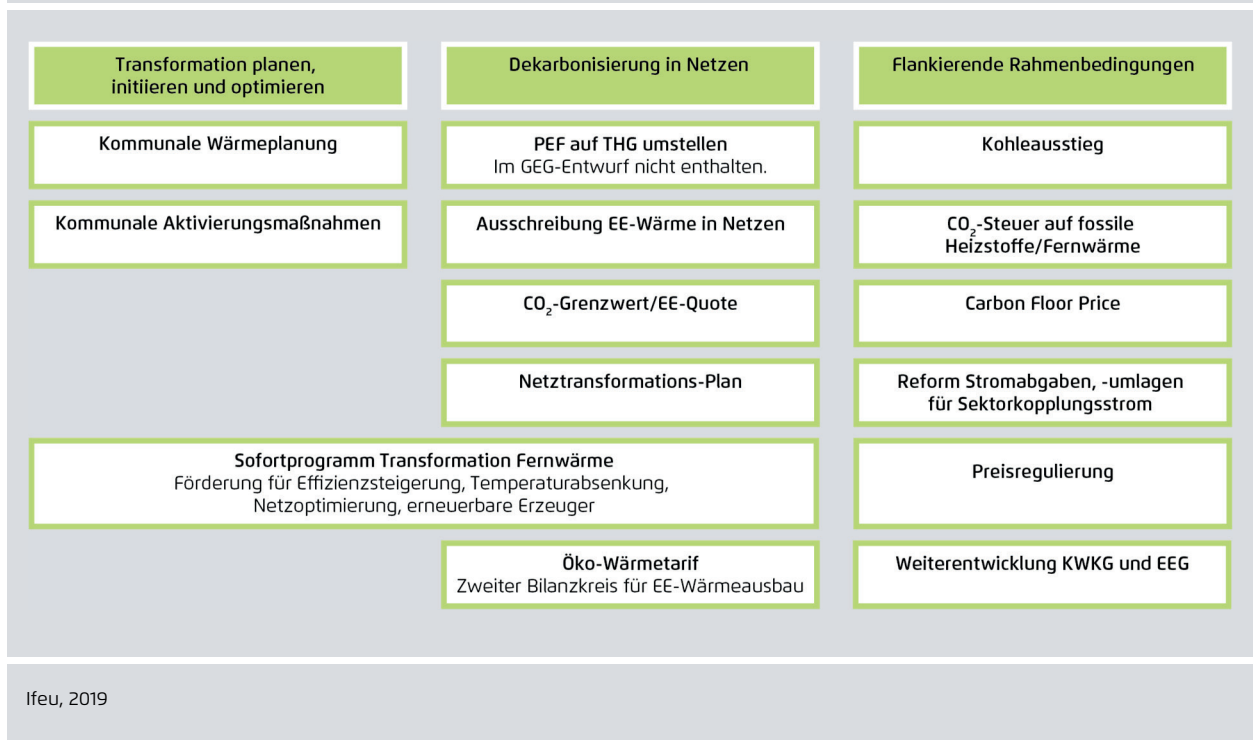 Transformation planen,
initiieren und optimieren
Kommunale Wärmeplanung
Kommunale Aktivierungsmaßnahmen
Dekarbonisierung in Netzen
PEF auf THG umstellen
Im GEG-Entwurf nicht enthalten.
Ausschreibung EE-Wärme in Netzen
CO₂-Grenzwert/EE-Quote
Netztransformations-Plan
Sofortprogramm Transformation Fernwärme
Förderung für Effizienzsteigerung, Temperaturabsenkung,
Netzoptimierung, erneuerbare Erzeuger
Öko-Wärmetarif
Zweiter Bilanzkreis für EE-Wärmeausbau
Flankierende Rahmenbedingungen
Kohleausstieg
CO₂-Steuer auf fossile
Heizstoffe/Fernwärme
Carbon Floor Price
Reform Stromabgaben, -umlagen
für Sektorkopplungsstrom
Preisregulierung
Weiterentwicklung KWKG und EEG
Ifeu, 2019